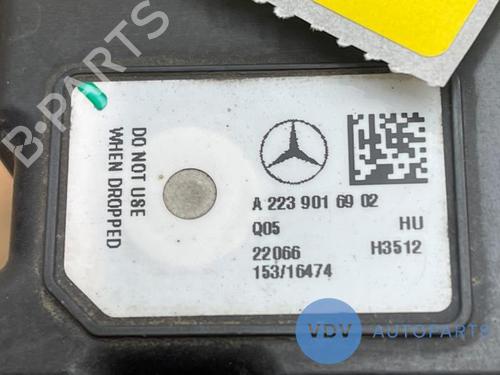 DO NOT USE
WHEN DROPPED
A 223 901 69 02
Q05 HU
22066 H3512
153/16474
B-PARTS
VDV AUTOPARTS